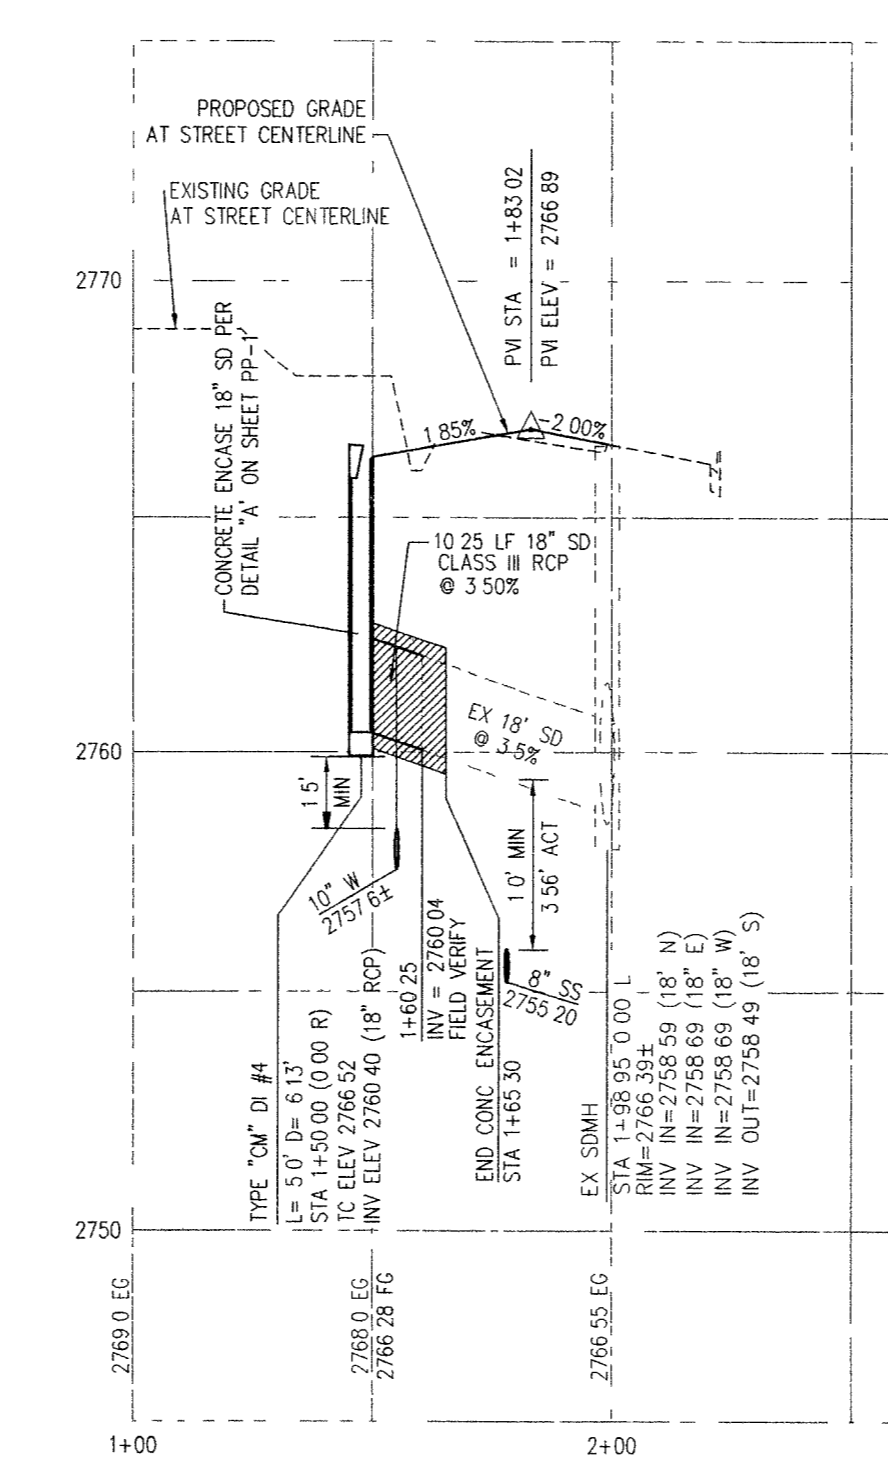 PROPOSED GRADE
AT STREET CENTERLINE
EXISTING GRADE
AT STREET CENTERLINE
PVI STA = 1+83 02
PVI ELEV = 2766 89
2770
CONCRETE ENCASE 18" SD PER
DETAIL "A' ON SHEET PP-1
1 85%
-2 00%
10 25 LF 18" SD
CLASS III RCP
@ 3 50%
EX 18' SD
@ 3.5%
2760
1 5'
MIN
10" W
2757 6±
1 0' MIN
3 56' ACT
8" SS
2755 20
TYPE "CM" DI #4
L= 5 0' D= 6 13'
STA 1+50 00 (0 00 R)
TC ELEV 2766 52
INV ELEV 2760 40 (18" RCP)
1+60 25
INV = 2760 04
FIELD VERIFY
END CONC ENCASEMENT
STA 1+65 30
EX SDMH
STA 1+98 95 0 00 L
RIM=2766 39±
INV IN=2758 59 (18' N)
INV IN=2758 69 (18" E)
INV IN=2758 69 (18" W)
INV OUT=2758 49 (18' S)
2750
2769 0 EG
2768 0 EG
2766 28 FG
2766 55 EG
1+00
2+00